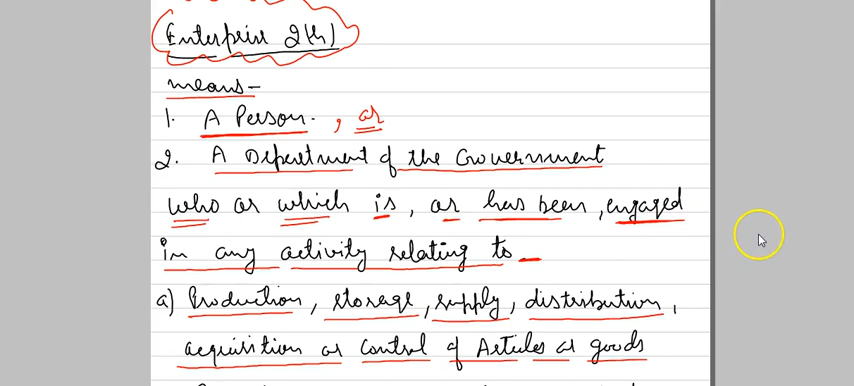 Enterprise 2(h)
means-
1. A Person. , or
2. A Department of the Government
who or which is, or has been, engaged
in any activity relating to -
a) Production, storage, supply, distribution,
acquisition or control of Articles or goods